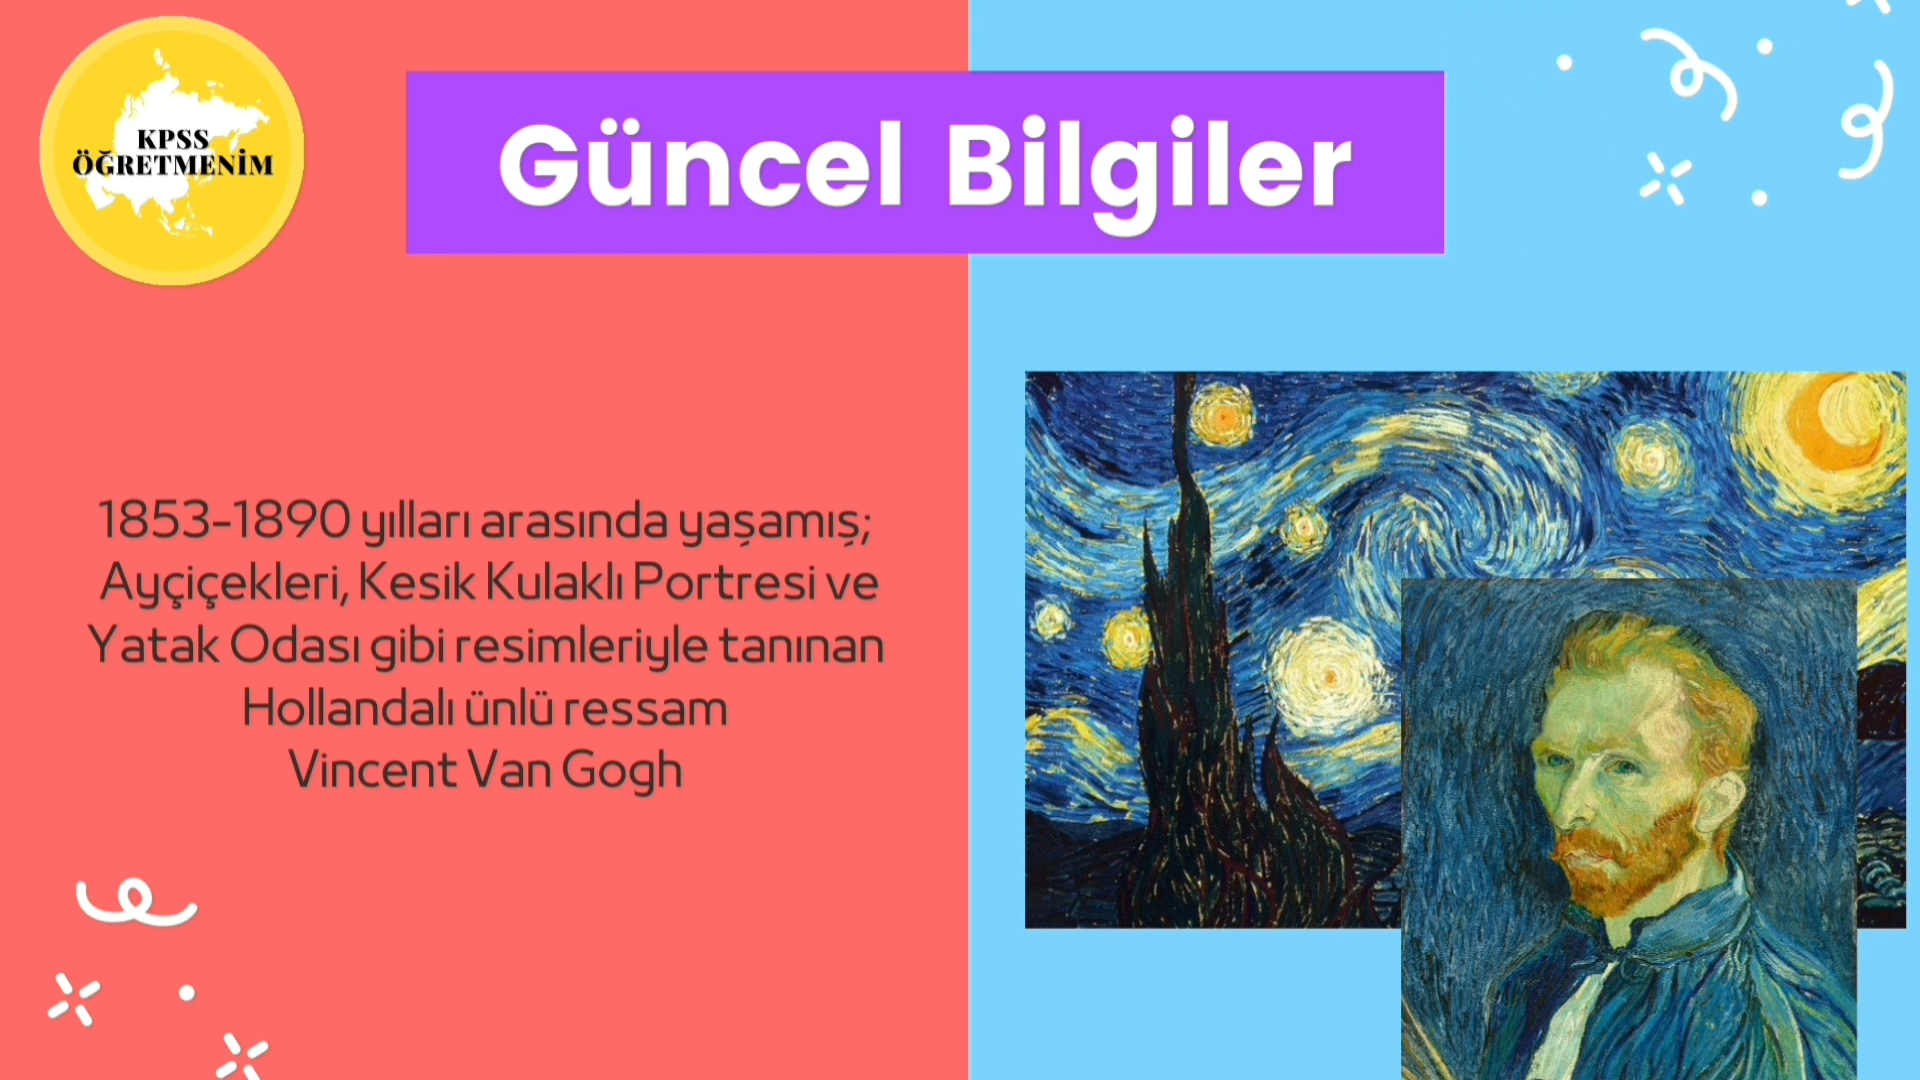 KPSS
ÖĞRETMENİM
Güncel Bilgiler
1853-1890 yılları arasında yaşamış;
Ayçiçekleri, Kesik Kulaklı Portresi ve
Yatak Odası gibi resimleriyle tanınan
Hollandalı ünlü ressam
Vincent Van Gogh